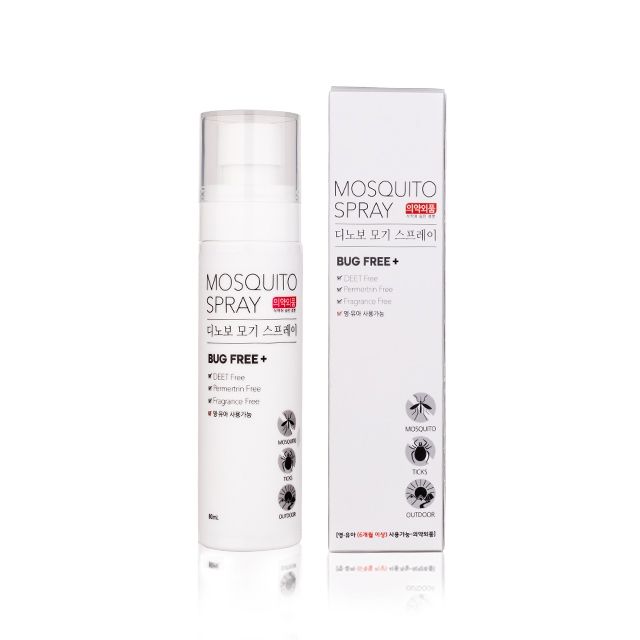 MOSQUITO
SPRAY 의약외품
디노보 모기 스프레이
BUG FREE+
DEET Free
Permertrin Free
Fragrance Free
영·유아 사용가능
MOSQUITO
TICKS
OUTDOOR
80mL
MOSQUITO
SPRAY 의약외품
디노보 모기 스프레이
BUG FREE+
DEET Free
Permertrin Free
Fragrance Free
영·유아 사용가능
MOSQUITO
TICKS
OUTDOOR
[영·유아 (6개월 이상) 사용가능·의약외품]